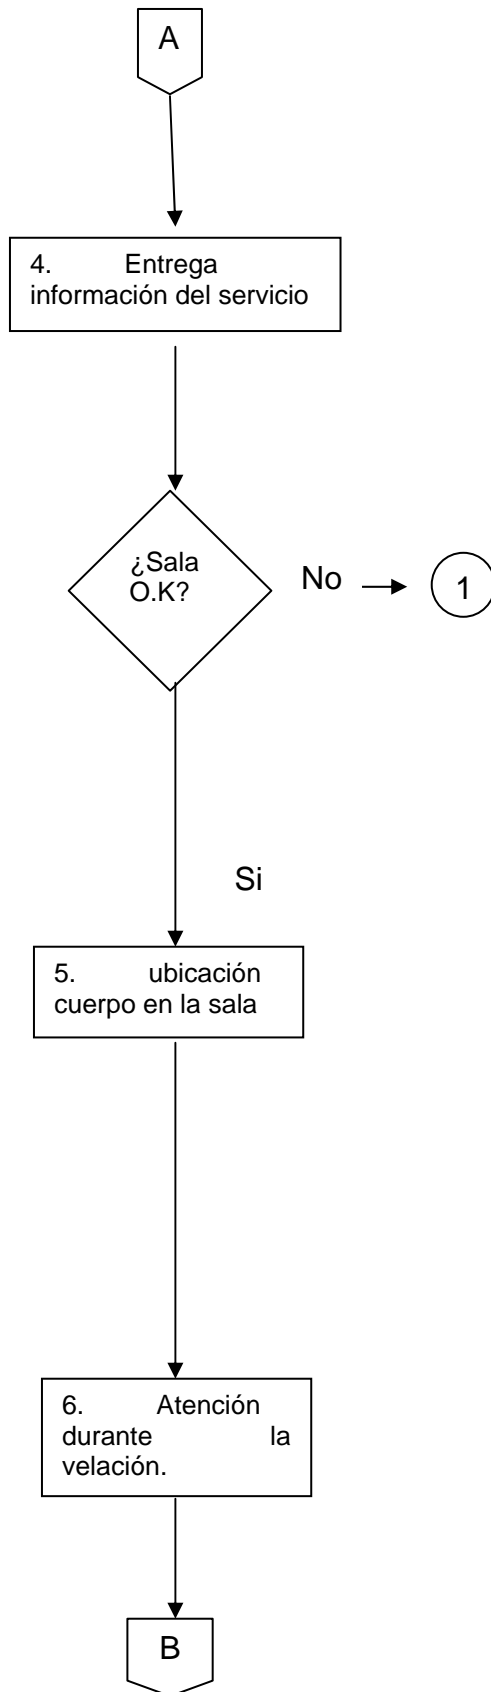 A
4. Entrega
información del servicio
¿Sala
O.K?
No
1
Si
5. ubicación
cuerpo en la sala
6. Atención
durante la
velación.
B